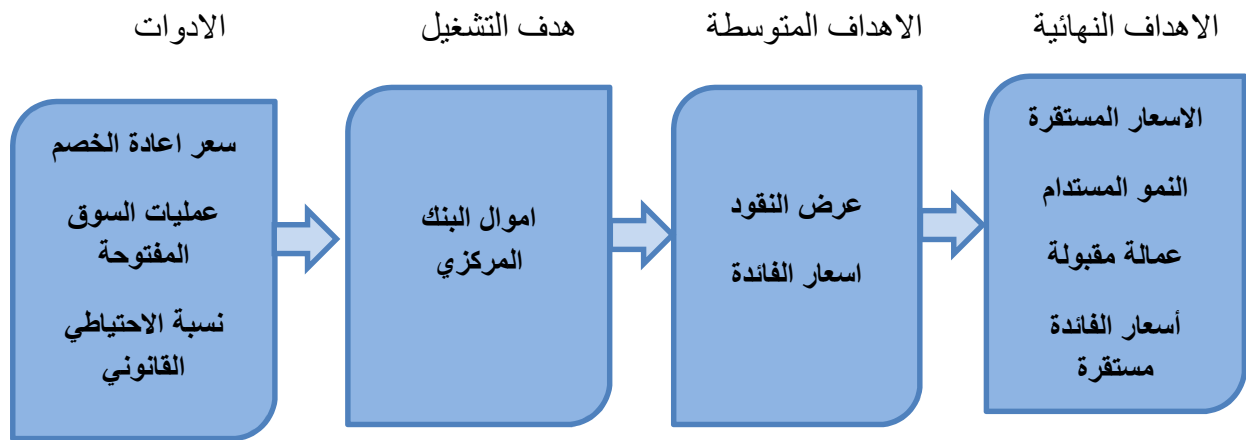 الادوات
هدف التشغيل
الاهداف المتوسطة
الاهداف النهائية
سعر اعادة الخصم
عمليات السوق
المفتوحة
نسبة الاحتياطي
القانوني
اموال البنك
المركزي
عرض النقود
اسعار الفائدة
الاسعار المستقرة
النمو المستدام
عمالة مقبولة
أسعار الفائدة
مستقرة